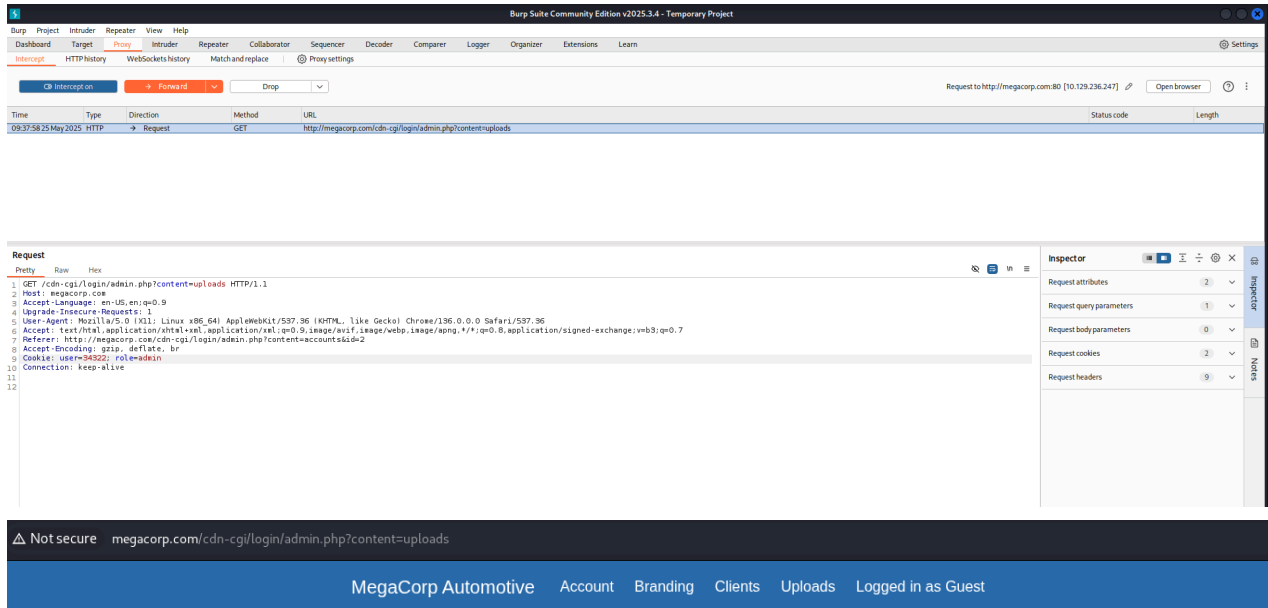 Burp Suite Community Edition v2025.3.4 - Temporary Project
Burp Project Intruder Repeater View Help
Dashboard Target Proxy Intruder Repeater Collaborator Sequencer Decoder Comparer Logger Organizer Extensions Learn Settings
Intercept HTTP history WebSockets history Match and replace Proxy settings
Intercept on → Forward Drop Request to http://megacorp.com:80 [10.129.236.247] Open browser
Time Type Direction Method URL Status code Length
09:37:58 25 May 2025 HTTP → Request GET http://megacorp.com/cdn-cgi/login/admin.php?content=uploads
Request
Pretty Raw Hex \n
1 GET /cdn-cgi/login/admin.php?content=uploads HTTP/1.1
2 Host: megacorp.com
3 Accept-Language: en-US,en;q=0.9
4 Upgrade-Insecure-Requests: 1
5 User-Agent: Mozilla/5.0 (X11; Linux x86_64) AppleWebKit/537.36 (KHTML, like Gecko) Chrome/136.0.0.0 Safari/537.36
6 Accept: text/html,application/xhtml+xml,application/xml;q=0.9,image/avif,image/webp,image/apng,*/*;q=0.8,application/signed-exchange;v=b3;q=0.7
7 Referer: http://megacorp.com/cdn-cgi/login/admin.php?content=accounts&id=2
8 Accept-Encoding: gzip, deflate, br
9 Cookie: user=34322; role=admin
10 Connection: keep-alive
11
12
Inspector
Request attributes 2
Request query parameters 1
Request body parameters 0
Request cookies 2
Request headers 9
Inspector
Notes
Not secure megacorp.com/cdn-cgi/login/admin.php?content=uploads
MegaCorp Automotive Account Branding Clients Uploads Logged in as Guest